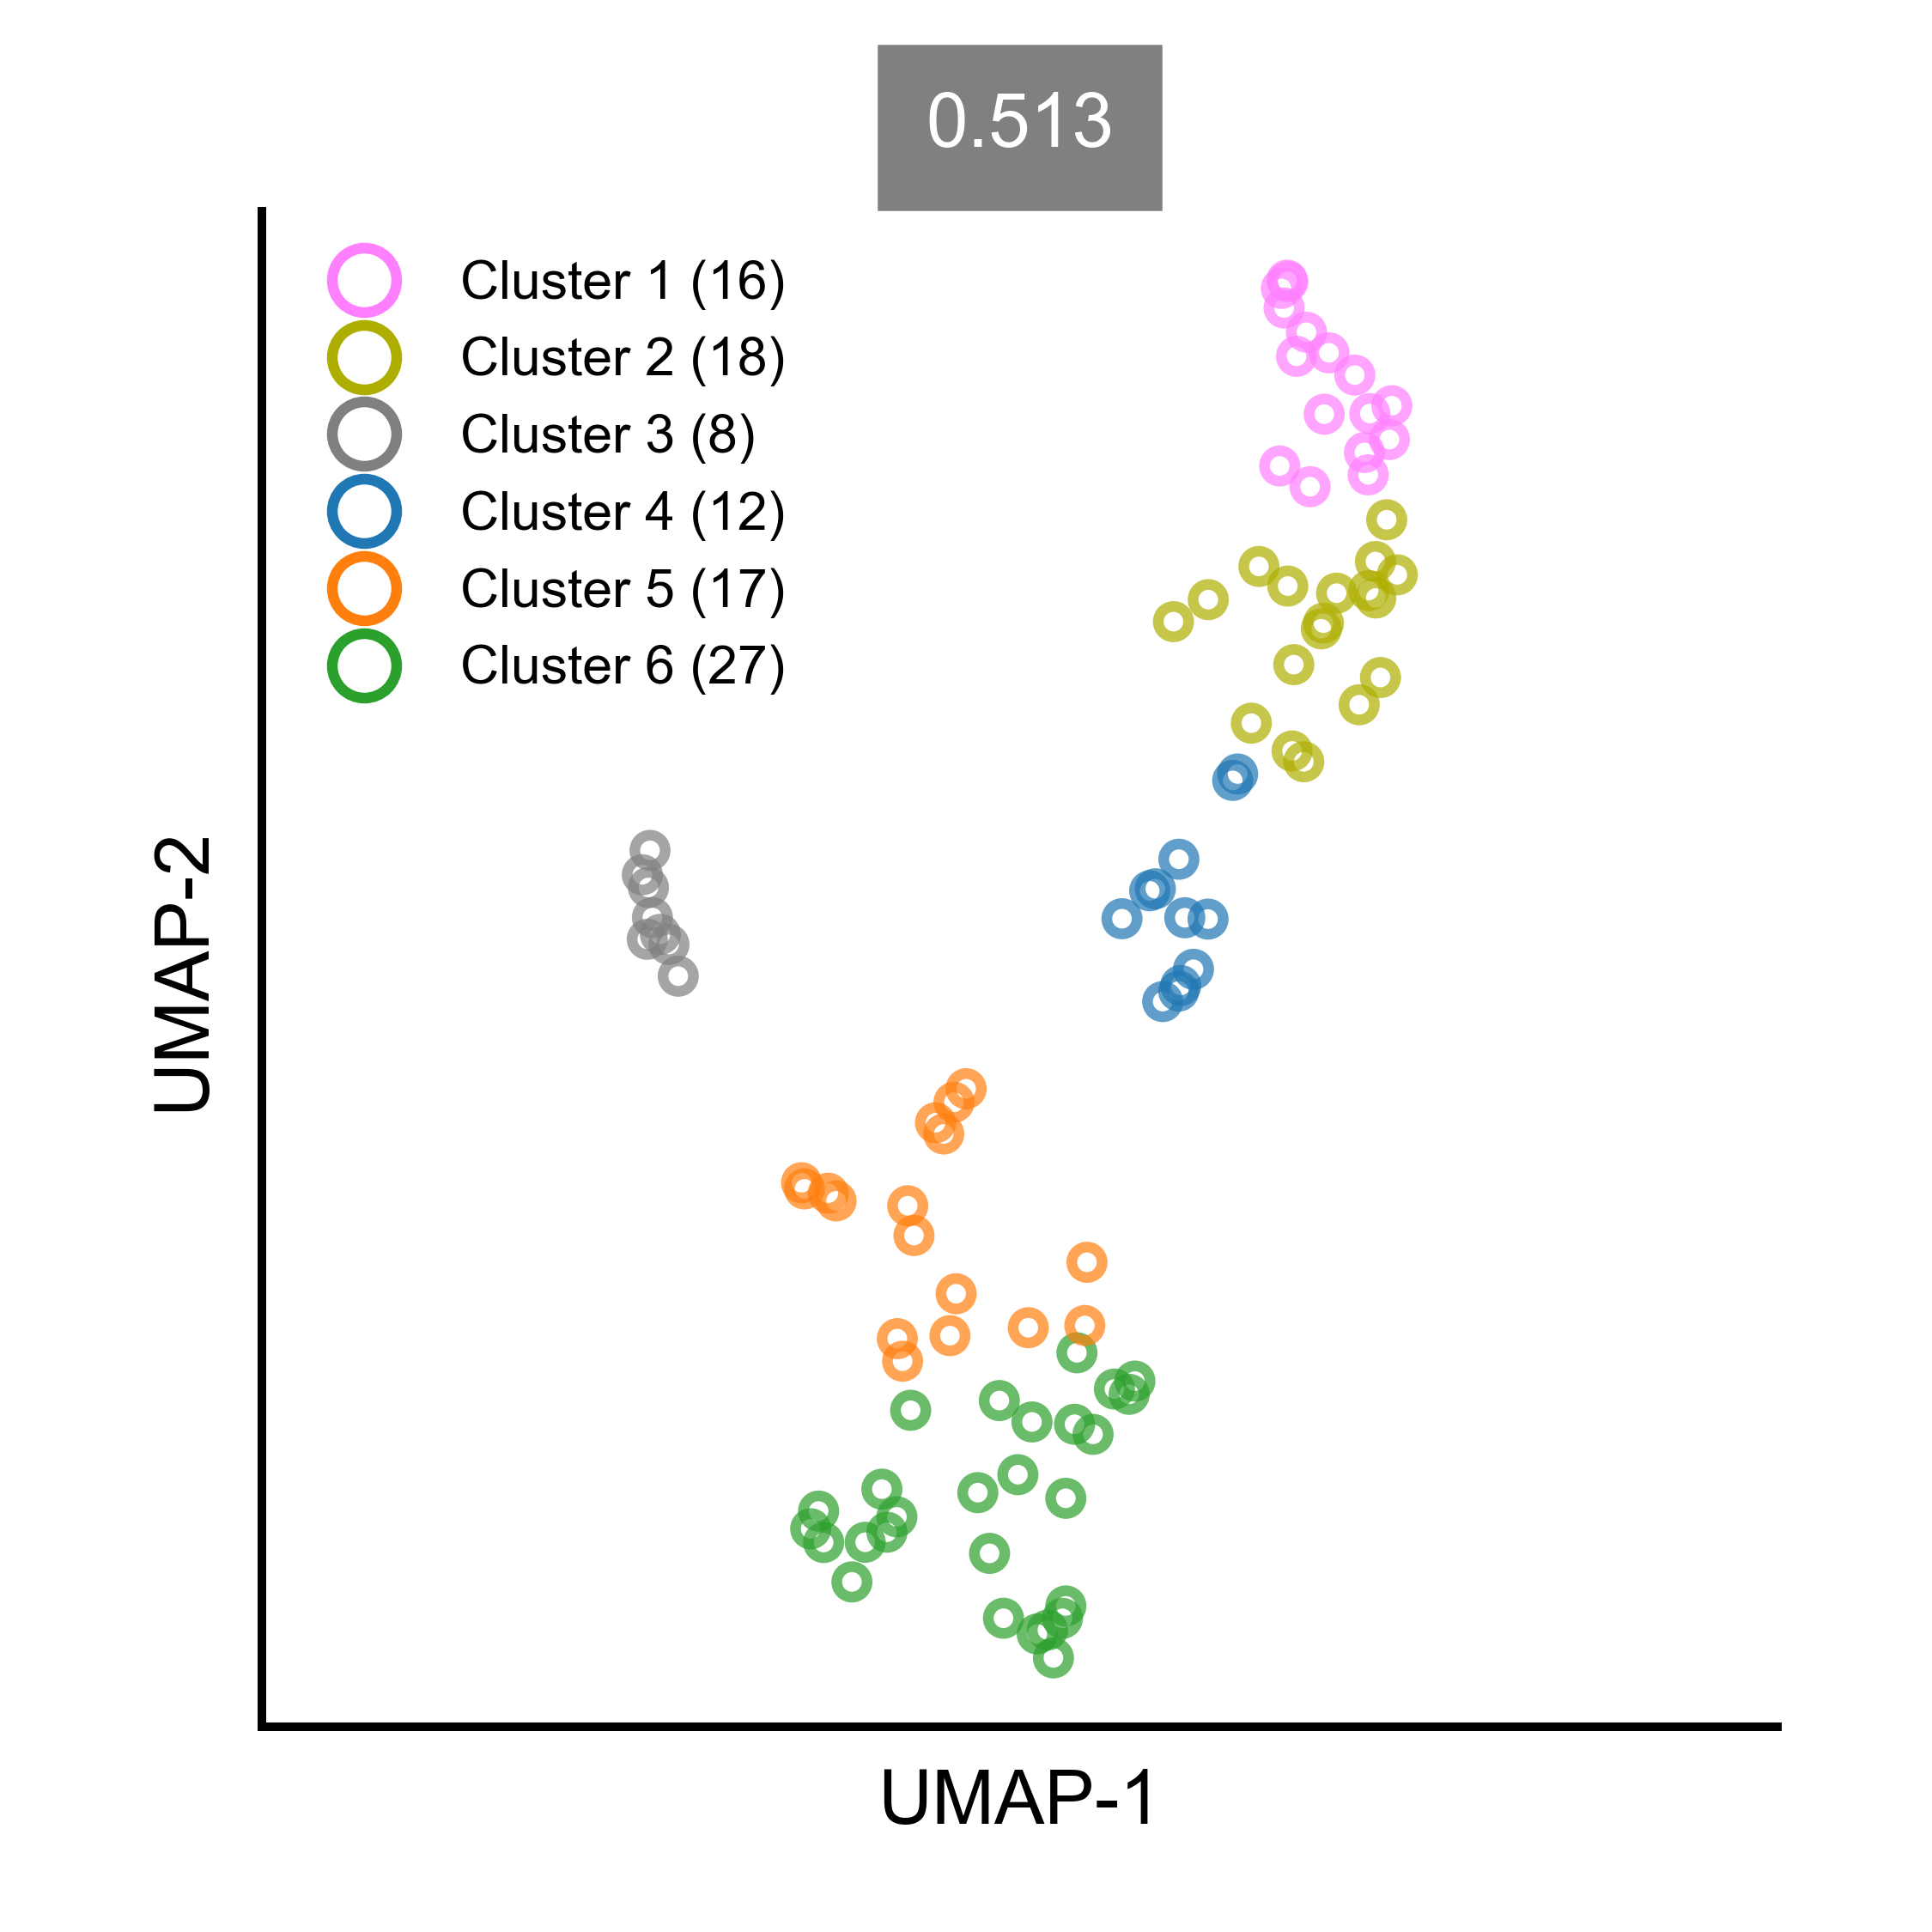 0.513
Cluster 1 (16)
Cluster 2 (18)
Cluster 3 (8)
Cluster 4 (12)
Cluster 5 (17)
Cluster 6 (27)
UMAP-2
UMAP-1